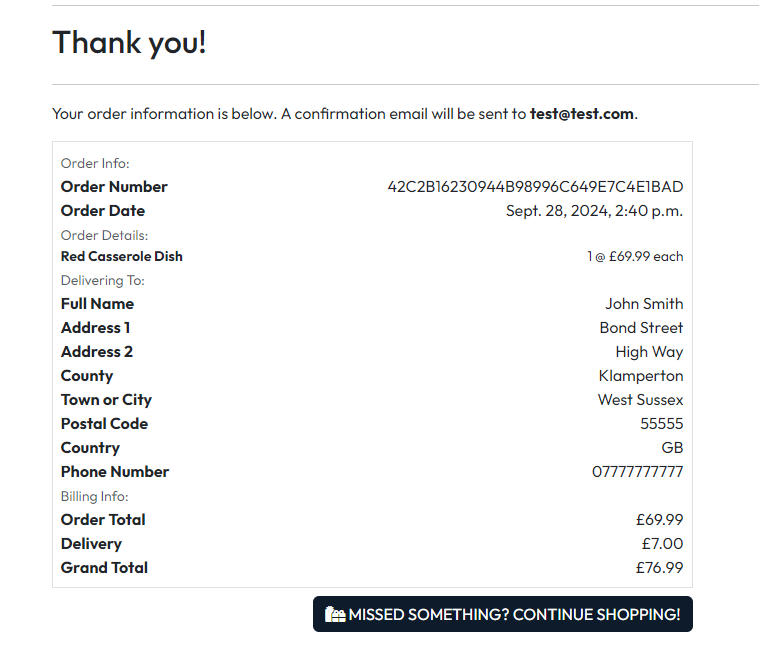 Thank you!
Your order information is below. A confirmation email will be sent to test@test.com.
Order Info:
Order Number 42C2B16230944B98996C649E7C4E1BAD
Order Date Sept. 28, 2024, 2:40 p.m.
Order Details:
Red Casserole Dish 1 @ £69.99 each
Delivering To:
Full Name John Smith
Address 1 Bond Street
Address 2 High Way
County Klamperton
Town or City West Sussex
Postal Code 55555
Country GB
Phone Number 07777777777
Billing Info:
Order Total £69.99
Delivery £7.00
Grand Total £76.99
MISSED SOMETHING? CONTINUE SHOPPING!